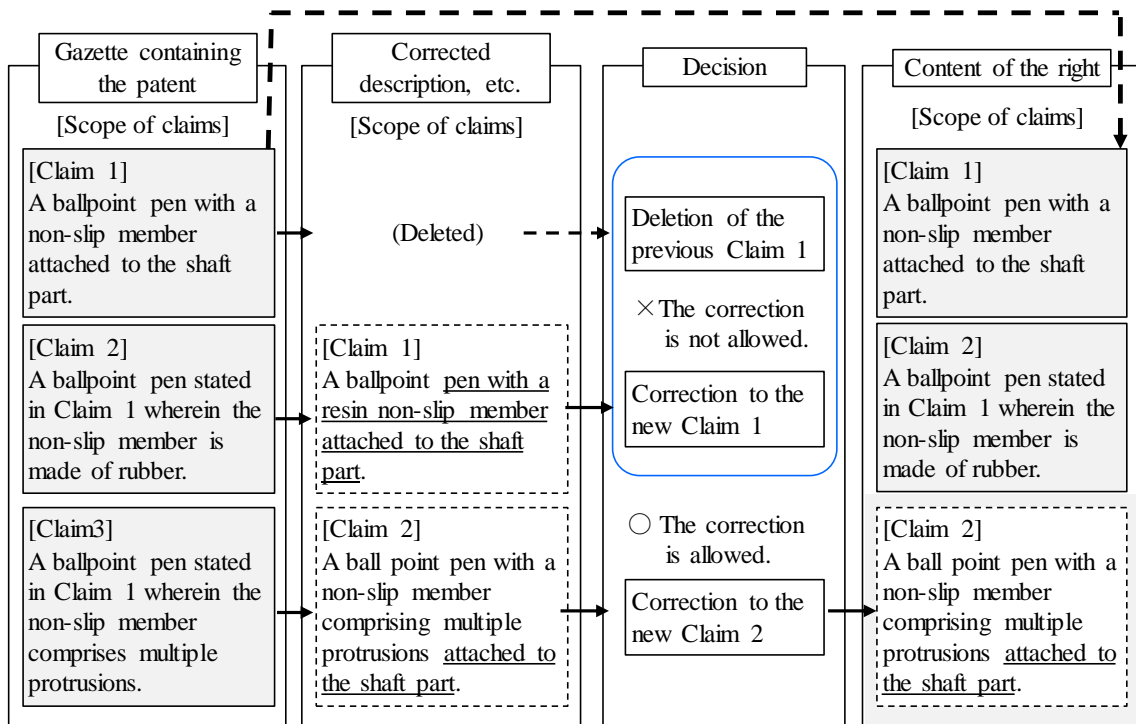 Gazette containing
the patent
[Scope of claims]
[Claim 1]
A ballpoint pen with a
non-slip member
attached to the shaft
part.
[Claim 2]
A ballpoint pen stated
in Claim 1 wherein the
non-slip member is
made of rubber.
[Claim3]
A ballpoint pen stated
in Claim 1 wherein the
non-slip member
comprises multiple
protrusions.
Corrected
description, etc.
[Scope of claims]
(Deleted)
[Claim 1]
A ballpoint pen with a
resin non-slip member
attached to the shaft
part.
[Claim 2]
A ball point pen with a
non-slip member
comprising multiple
protrusions attached to
the shaft part.
Decision
Deletion of the
previous Claim 1
×The correction
is not allowed.
Correction to the
new Claim 1
○ The correction
is allowed.
Correction to the
new Claim 2
Content of the right
[Scope of claims]
[Claim 1]
A ballpoint pen with a
non-slip member
attached to the shaft
part.
[Claim 2]
A ballpoint pen stated
in Claim 1 wherein the
non-slip member is
made of rubber.
[Claim 2]
A ball point pen with a
non-slip member
comprising multiple
protrusions attached to
the shaft part.